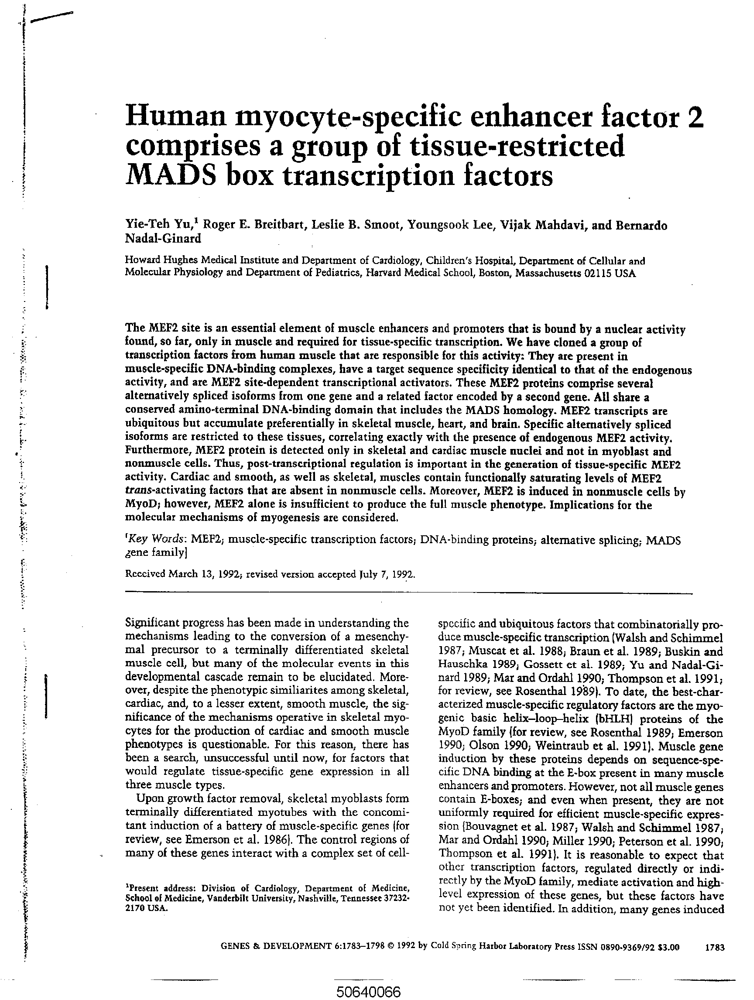 Human myocyte-specific enhancer factor 2
comprises a group of tissue-restricted
MADS box transcription factors
Yie-Teh Yu,¹ Roger E. Breitbart, Leslie B. Smoot, Youngsook Lee, Vijak Mahdavi, and Bernardo
Nadal-Ginard
Howard Hughes Medical Institute and Department of Cardiology, Children's Hospital, Department of Cellular and
Molecular Physiology and Department of Pediatrics, Harvard Medical School, Boston, Massachusetts 02115 USA
The MEF2 site is an essential element of muscle enhancers and promoters that is bound by a nuclear activity
found, so far, only in muscle and required for tissue-specific transcription. We have cloned a group of
transcription factors from human muscle that are responsible for this activity: They are present in
muscle-specific DNA-binding complexes, have a target sequence specificity identical to that of the endogenous
activity, and are MEF2 site-dependent transcriptional activators. These MEF2 proteins comprise several
alternatively spliced isoforms from one gene and a related factor encoded by a second gene. All share a
conserved amino-terminal DNA-binding domain that includes the MADS homology. MEF2 transcripts are
ubiquitous but accumulate preferentially in skeletal muscle, heart, and brain. Specific alternatively spliced
isoforms are restricted to these tissues, correlating exactly with the presence of endogenous MEF2 activity.
Furthermore, MEF2 protein is detected only in skeletal and cardiac muscle nuclei and not in myoblast and
nonmuscle cells. Thus, post-transcriptional regulation is important in the generation of tissue-specific MEF2
activity. Cardiac and smooth, as well as skeletal, muscles contain functionally saturating levels of MEF2
trans-activating factors that are absent in nonmuscle cells. Moreover, MEF2 is induced in nonmuscle cells by
MyoD; however, MEF2 alone is insufficient to produce the full muscle phenotype. Implications for the
molecular mechanisms of myogenesis are considered.
[Key Words: MEF2; muscle-specific transcription factors; DNA-binding proteins; alternative splicing; MADS
gene family]
Received March 13, 1992; revised version accepted July 7, 1992.
Significant progress has been made in understanding the
mechanisms leading to the conversion of a mesenchy-
mal precursor to a terminally differentiated skeletal
muscle cell, but many of the molecular events in this
developmental cascade remain to be elucidated. More-
over, despite the phenotypic similiarites among skeletal,
cardiac, and, to a lesser extent, smooth muscle, the sig-
nificance of the mechanisms operative in skeletal myo-
cytes for the production of cardiac and smooth muscle
phenotypes is questionable. For this reason, there has
been a search, unsuccessful until now, for factors that
would regulate tissue-specific gene expression in all
three muscle types.
Upon growth factor removal, skeletal myoblasts form
terminally differentiated myotubes with the concomi-
tant induction of a battery of muscle-specific genes (for
review, see Emerson et al. 1986). The control regions of
many of these genes interact with a complex set of cell-
¹Present address: Division of Cardiology, Department of Medicine,
School of Medicine, Vanderbilt University, Nashville, Tennessee 37232-
2170 USA.
specific and ubiquitous factors that combinatorially pro-
duce muscle-specific transcription (Walsh and Schimmel
1987; Muscat et al. 1988; Braun et al. 1989; Buskin and
Hauschka 1989; Gossett et al. 1989; Yu and Nadal-Gi-
nard 1989; Mar and Ordahl 1990; Thompson et al. 1991;
for review, see Rosenthal 1989). To date, the best-char-
acterized muscle-specific regulatory factors are the myo-
genic basic helix–loop–helix (bHLH) proteins of the
MyoD family (for review, see Rosenthal 1989; Emerson
1990; Olson 1990; Weintraub et al. 1991). Muscle gene
induction by these proteins depends on sequence-spe-
cific DNA binding at the E-box present in many muscle
enhancers and promoters. However, not all muscle genes
contain E-boxes; and even when present, they are not
uniformly required for efficient muscle-specific expres-
sion (Bouvagnet et al. 1987; Walsh and Schimmel 1987;
Mar and Ordahl 1990; Miller 1990; Peterson et al. 1990;
Thompson et al. 1991). It is reasonable to expect that
other transcription factors, regulated directly or indi-
rectly by the MyoD family, mediate activation and high-
level expression of these genes, but these factors have
not yet been identified. In addition, many genes induced
GENES & DEVELOPMENT 6:1783–1798 © 1992 by Cold Spring Harbor Laboratory Press ISSN 0890-9369/92 $3.00 1783
50640066